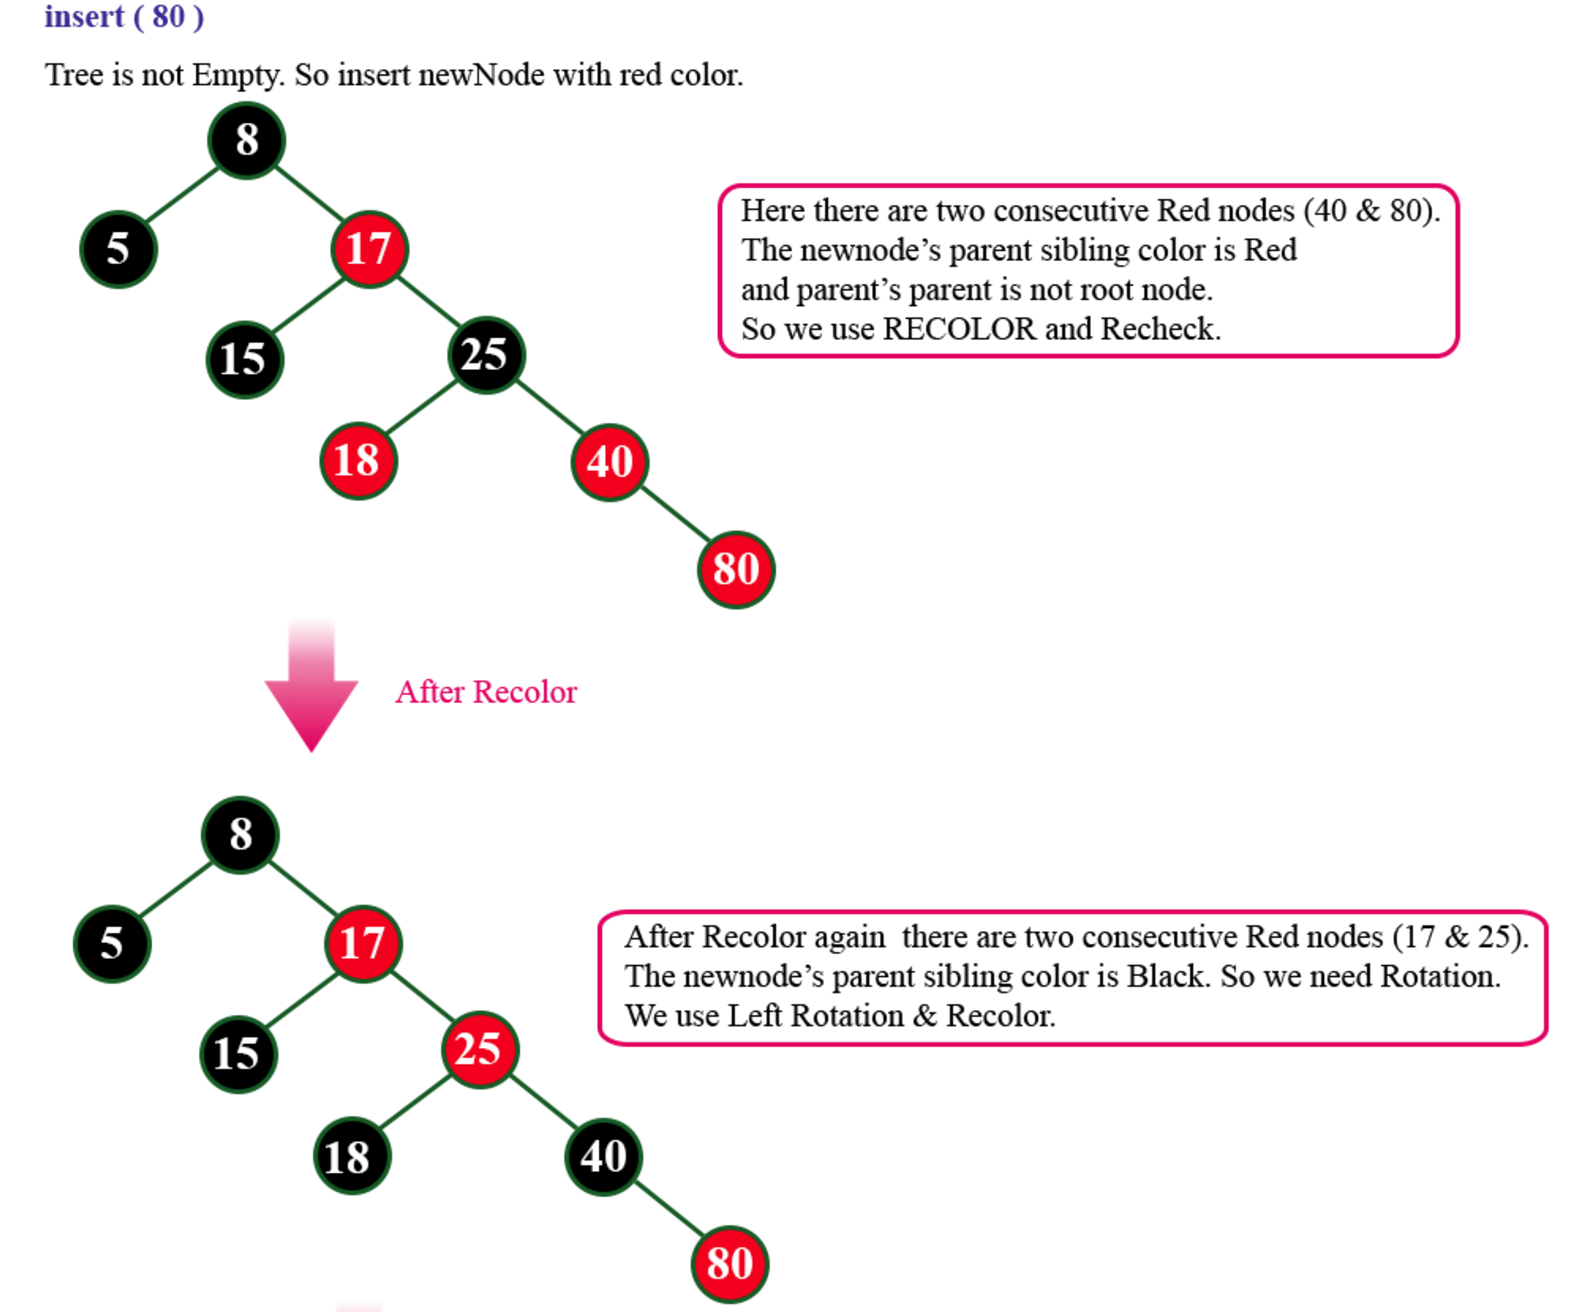 insert ( 80 )
Tree is not Empty. So insert newNode with red color.
8
5
17
15
25
18
40
80
Here there are two consecutive Red nodes (40 & 80).
The newnode’s parent sibling color is Red
and parent’s parent is not root node.
So we use RECOLOR and Recheck.
After Recolor
8
5
17
15
25
18
40
80
After Recolor again there are two consecutive Red nodes (17 & 25).
The newnode’s parent sibling color is Black. So we need Rotation.
We use Left Rotation & Recolor.